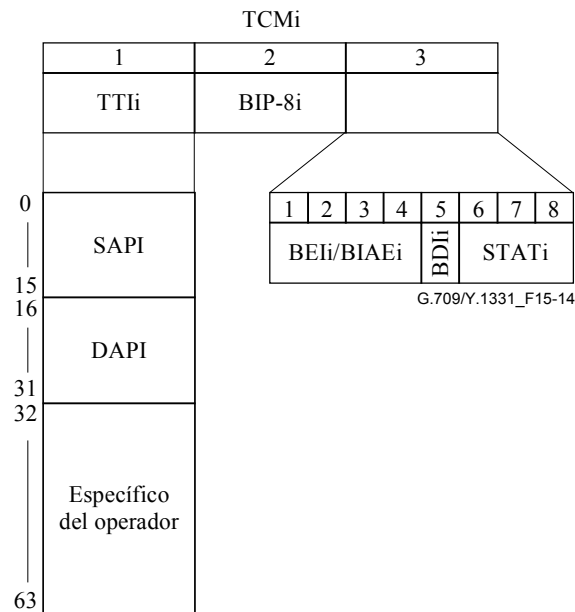 TCMi
1 2 3
TTIi BIP-8i
0
1 2 3 4 5 6 7 8
SAPI
BEIi/BIAEi BDIi STATi
15
G.709/Y.1331_F15-14
16
DAPI
31
32
Específico
del operador
63